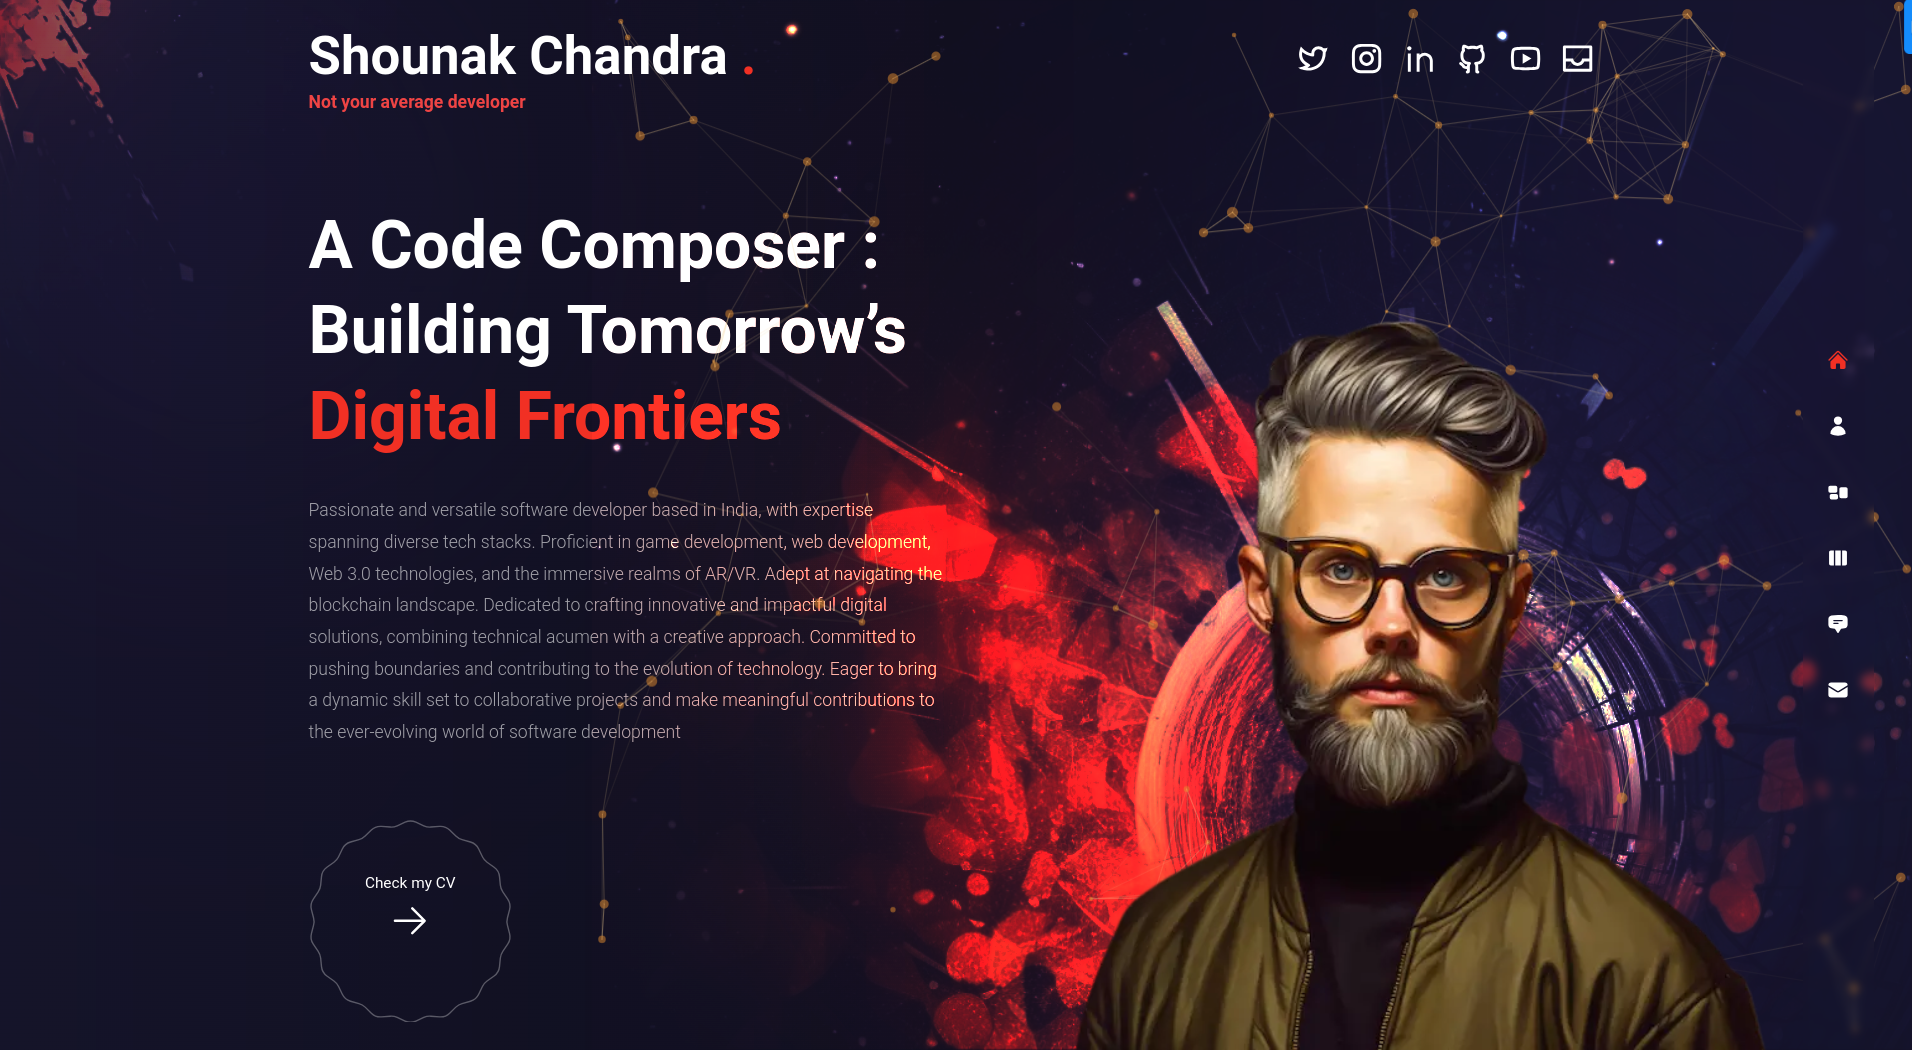 Shounak Chandra .
Not your average developer
A Code Composer :
Building Tomorrow’s
Digital Frontiers
Passionate and versatile software developer based in India, with expertise
spanning diverse tech stacks. Proficient in game development, web development,
Web 3.0 technologies, and the immersive realms of AR/VR. Adept at navigating the
blockchain landscape. Dedicated to crafting innovative and impactful digital
solutions, combining technical acumen with a creative approach. Committed to
pushing boundaries and contributing to the evolution of technology. Eager to bring
a dynamic skill set to collaborative projects and make meaningful contributions to
the ever-evolving world of software development
Check my CV